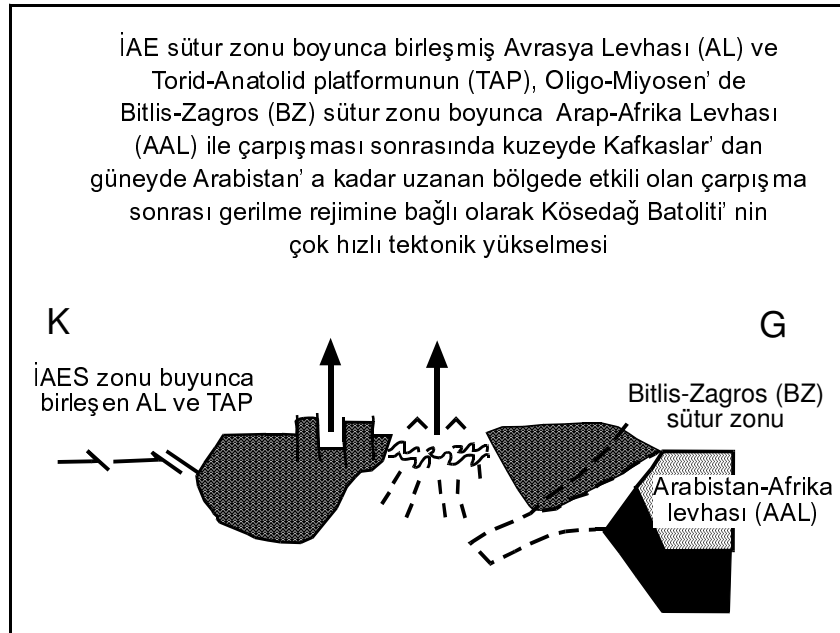 İAE sütur zonu boyunca birleşmiş Avrasya Levhası (AL) ve
Torid-Anatolid platformunun (TAP), Oligo-Miyosen' de
Bitlis-Zagros (BZ) sütur zonu boyunca Arap-Afrika Levhası
(AAL) ile çarpışması sonrasında kuzeyde Kafkaslar' dan
güneyde Arabistan' a kadar uzanan bölgede etkili olan çarpışma
sonrası gerilme rejimine bağlı olarak Kösedağ Batoliti' nin
çok hızlı tektonik yükselmesi
K
G
İAES zonu buyunca
birleşen AL ve TAP
Bitlis-Zagros (BZ)
sütur zonu
Arabistan-Afrika
levhası (AAL)